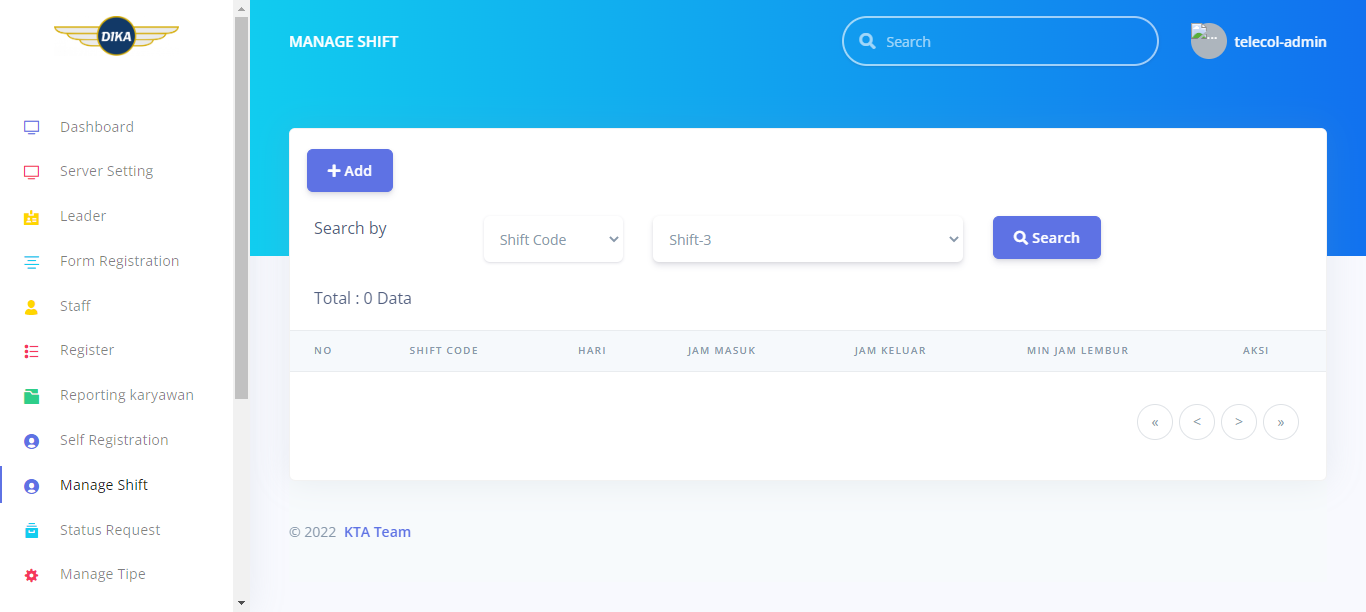 DIKA
MANAGE SHIFT
Search
telecol-admin
Dashboard
Server Setting
Leader
Form Registration
Staff
Register
Reporting karyawan
Self Registration
Manage Shift
Status Request
Manage Tipe
Add
Search by
Shift Code
Shift-3
Search
Total : 0 Data
NO SHIFT CODE HARI JAM MASUK JAM KELUAR MIN JAM LEMBUR AKSI
« < > »
© 2022 KTA Team